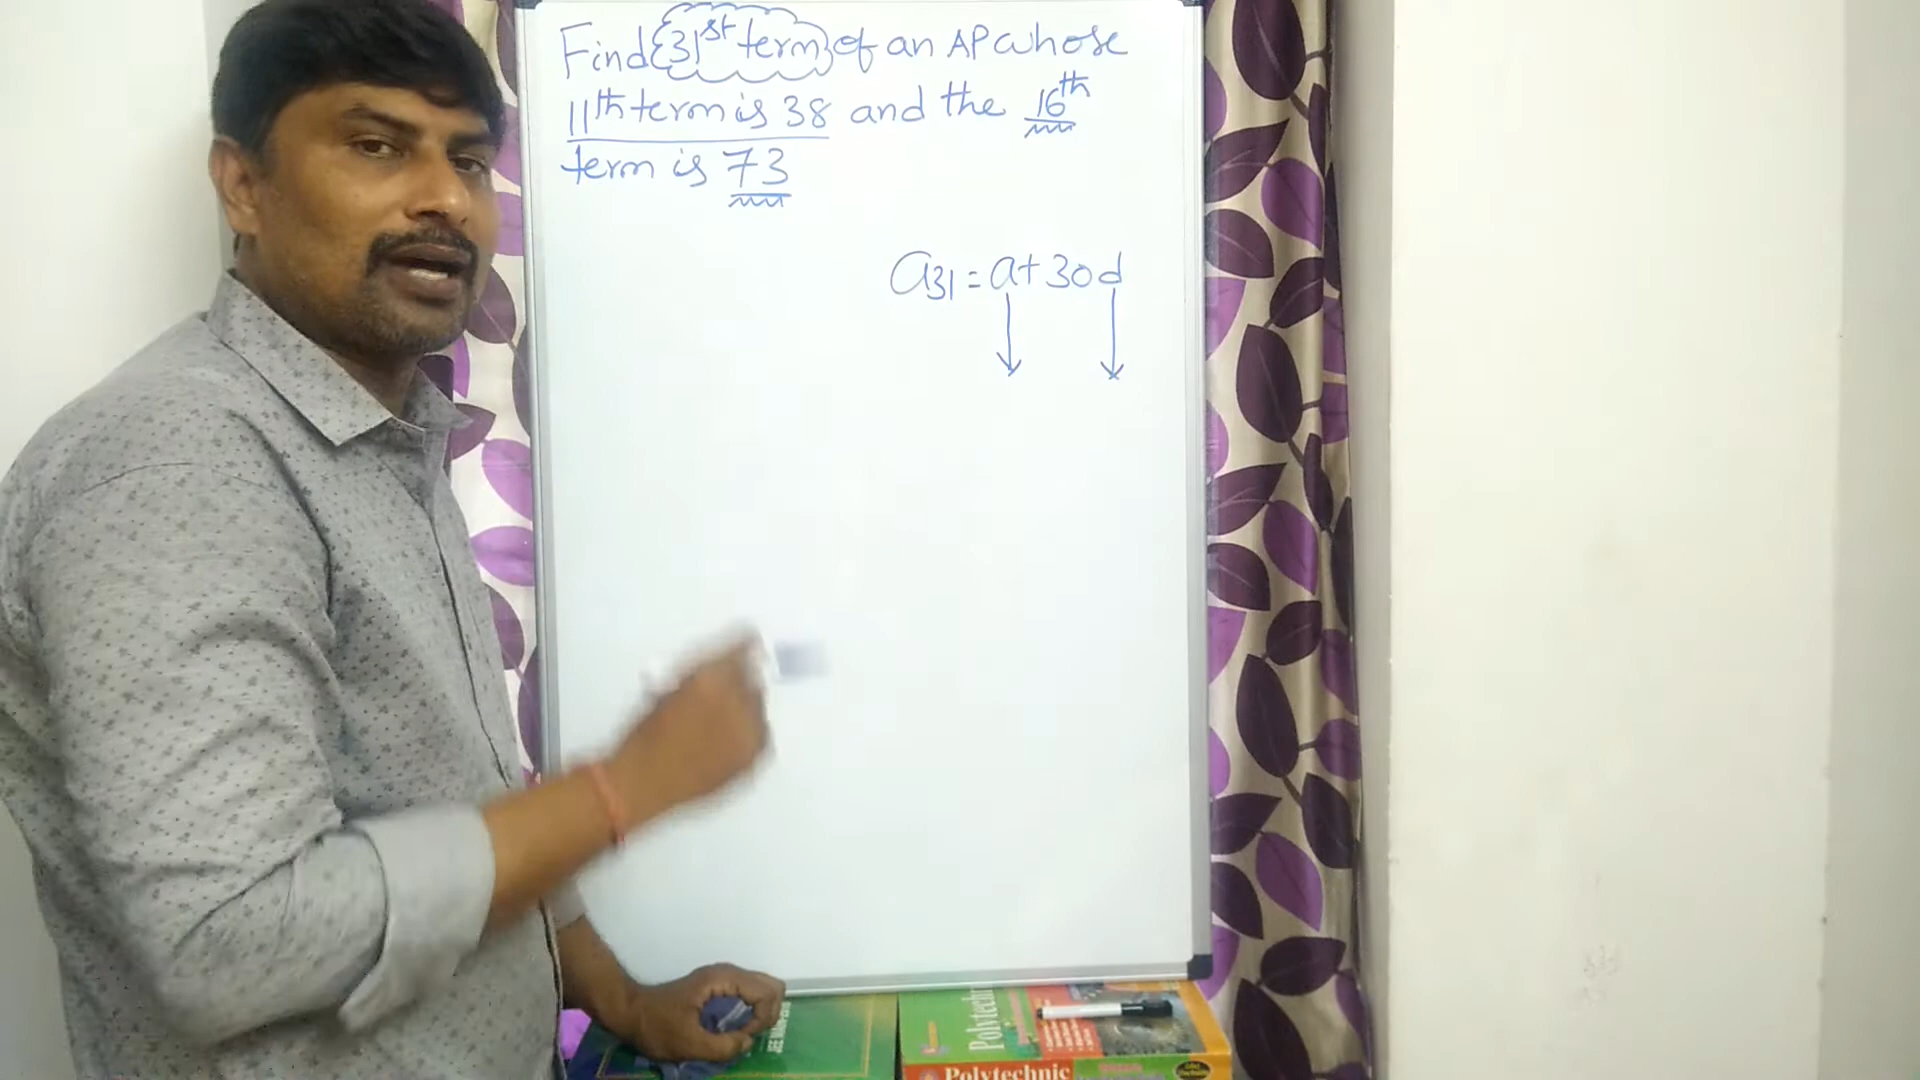 Find 31st term of an AP whose
11th term is 38 and the 16th
term is 73
a31 = a + 30d
Polytechnic
Polytechnic